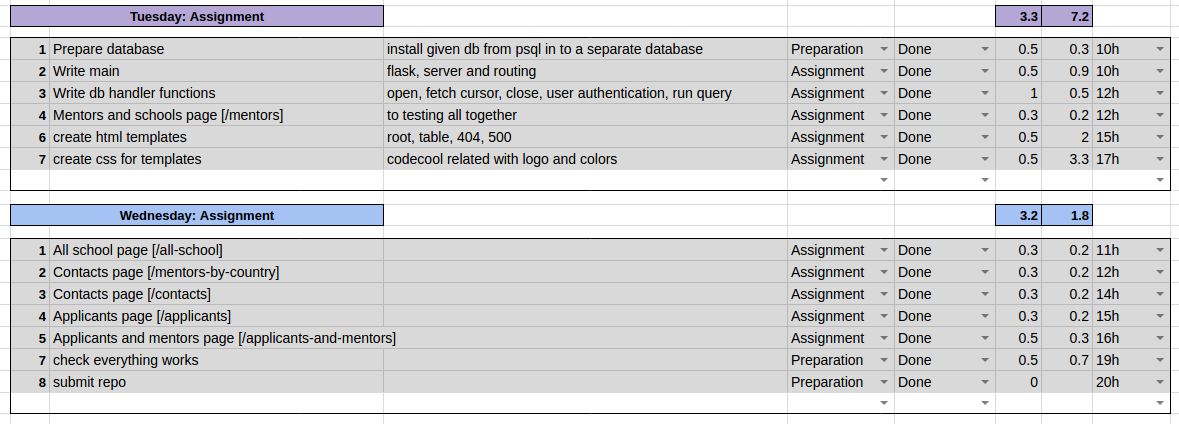 Tuesday: Assignment 3.3 7.2
1 Prepare database install given db from psql in to a separate database Preparation Done 0.5 0.3 10h
2 Write main flask, server and routing Assignment Done 0.5 0.9 10h
3 Write db handler functions open, fetch cursor, close, user authentication, run query Assignment Done 1 0.5 12h
4 Mentors and schools page [/mentors] to testing all together Assignment Done 0.3 0.2 12h
6 create html templates root, table, 404, 500 Assignment Done 0.5 2 15h
7 create css for templates codecool related with logo and colors Assignment Done 0.5 3.3 17h
Wednesday: Assignment 3.2 1.8
1 All school page [/all-school] Assignment Done 0.3 0.2 11h
2 Contacts page [/mentors-by-country] Assignment Done 0.3 0.2 12h
3 Contacts page [/contacts] Assignment Done 0.3 0.2 14h
4 Applicants page [/applicants] Assignment Done 0.3 0.2 15h
5 Applicants and mentors page [/applicants-and-mentors] Assignment Done 0.5 0.3 16h
7 check everything works Preparation Done 0.5 0.7 19h
8 submit repo Preparation Done 0 20h